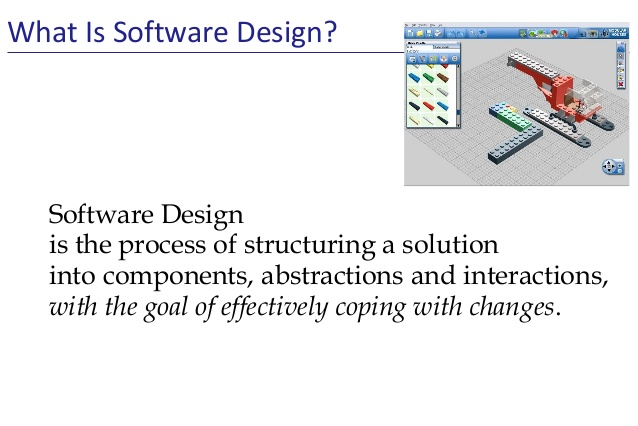 What Is Software Design?
Software Design
is the process of structuring a solution
into components, abstractions and interactions,
with the goal of effectively coping with changes.